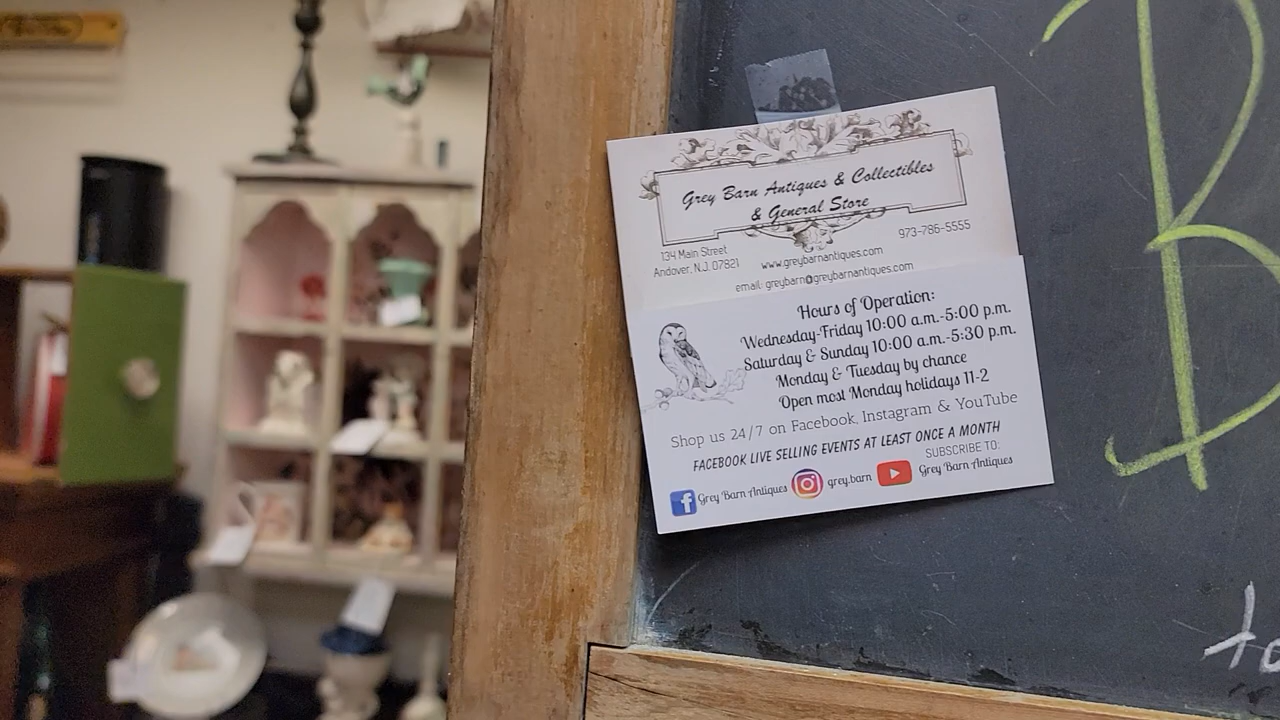 Grey Barn Antiques & Collectibles
& General Store
134 Main Street
Andover, N.J. 07821
973-786-5555
www.greybarnantiques.com
email: greybarn@greybarnantiques.com
Hours of Operation:
Wednesday-Friday 10:00 a.m.-5:00 p.m.
Saturday & Sunday 10:00 a.m.-5:30 p.m.
Monday & Tuesday by chance
Open most Monday holidays 11-2
Shop us 24/7 on Facebook, Instagram & YouTube
FACEBOOK LIVE SELLING EVENTS AT LEAST ONCE A MONTH
Grey Barn Antiques
grey.barn
SUBSCRIBE TO:
Grey Barn Antiques
B